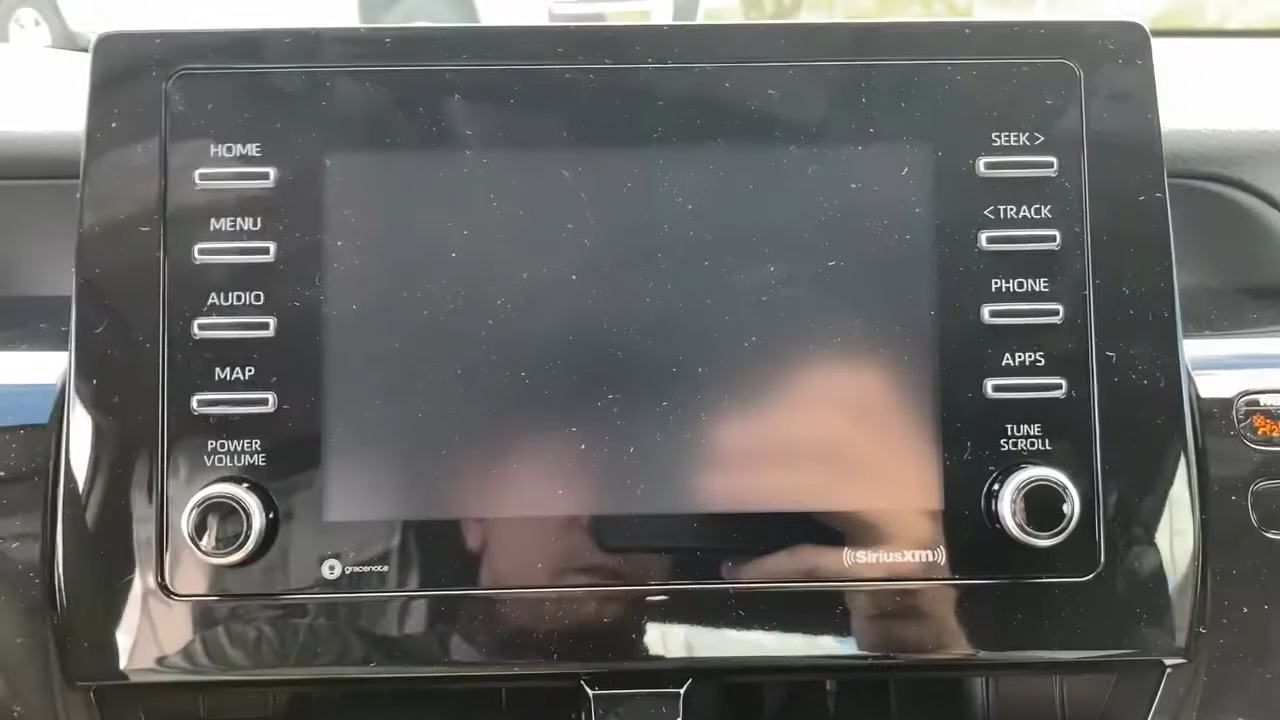 HOME
MENU
AUDIO
MAP
POWER
VOLUME
gracenote
SEEK >
< TRACK
PHONE
APPS
TUNE
SCROLL
SiriusXM